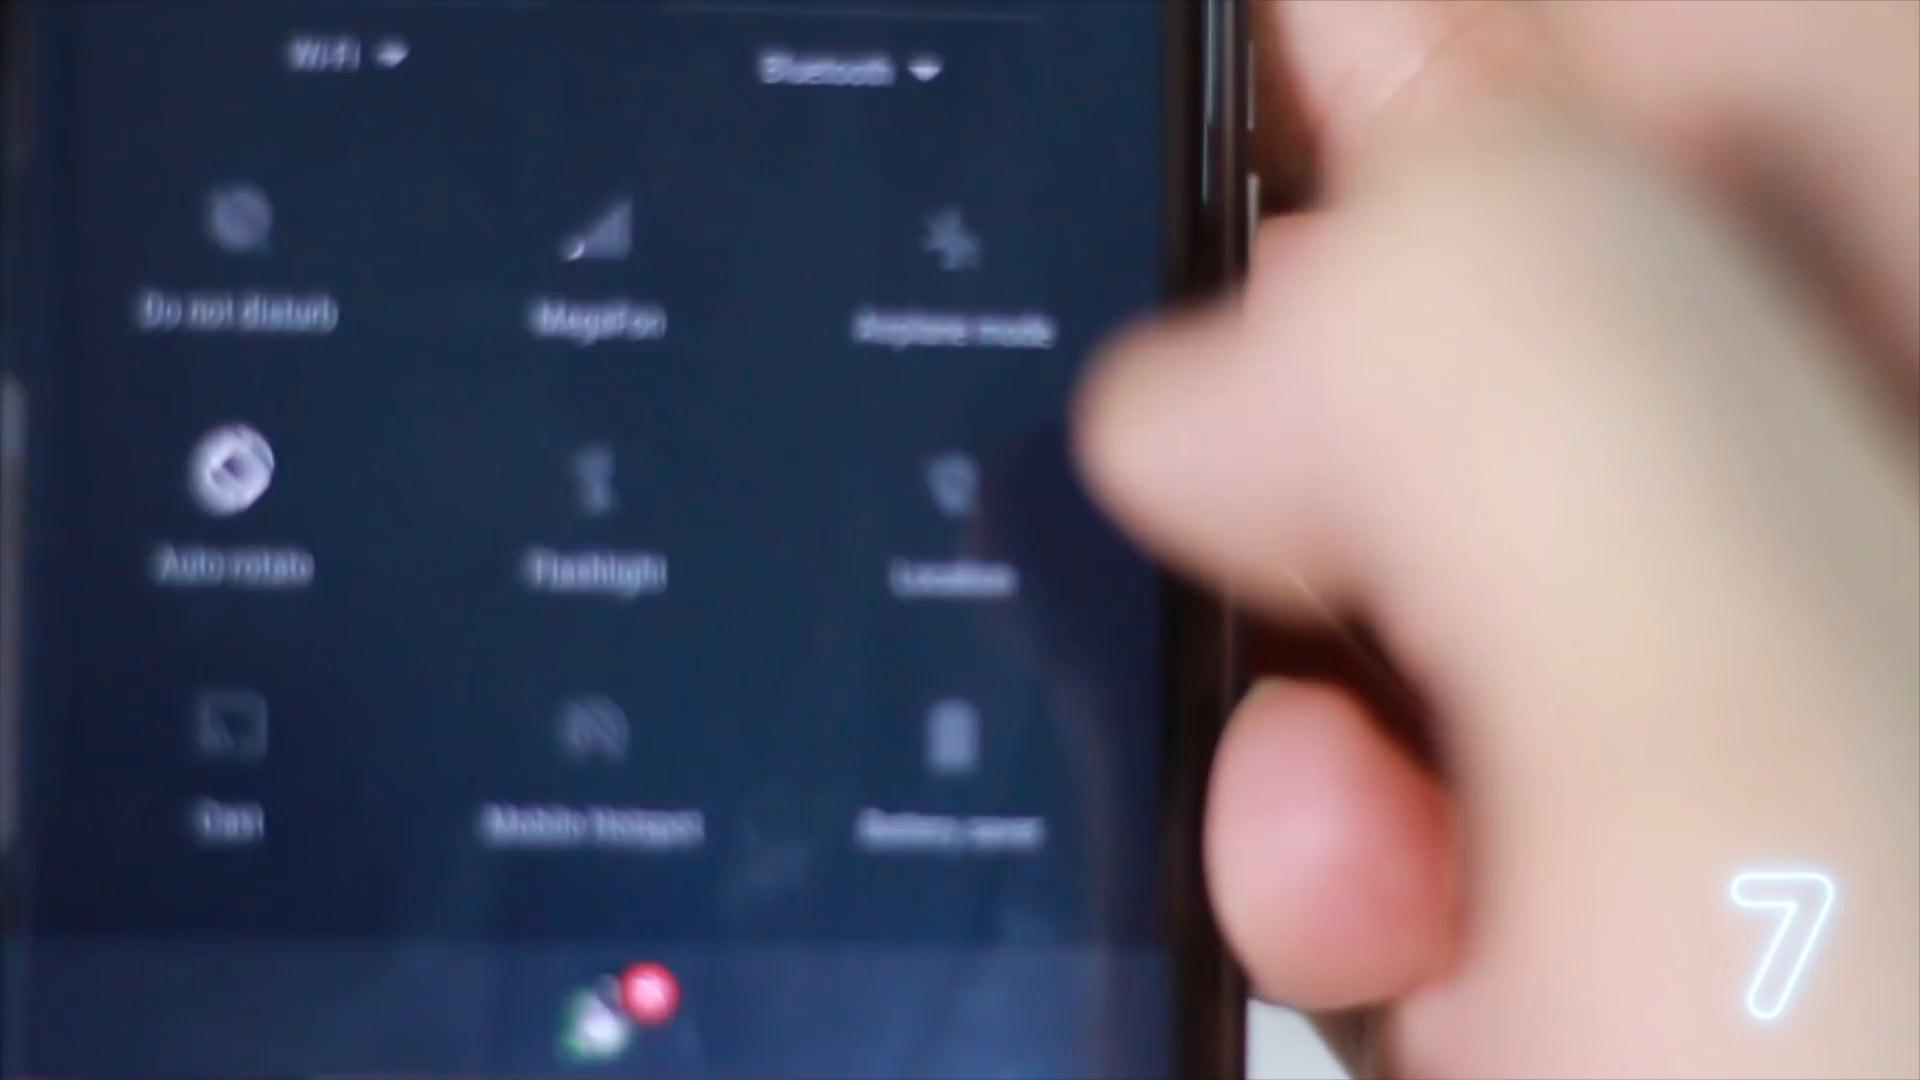 Wi-Fi
Bluetooth
Do not disturb
MegaFon
Airplane mode
Auto rotate
Flashlight
Location
Cast
Mobile Hotspot
Battery saver
7